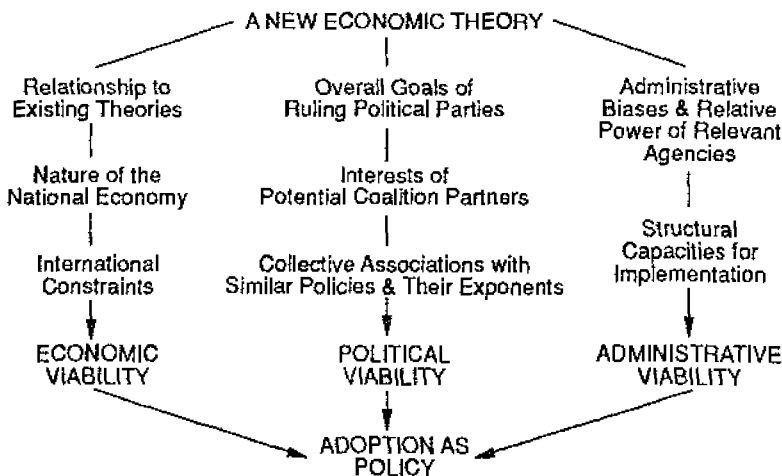 A NEW ECONOMIC THEORY
Relationship to
Existing Theories
Nature of the
National Economy
International
Constraints
ECONOMIC
VIABILITY
Overall Goals of
Ruling Political Parties
Interests of
Potential Coalition Partners
Collective Associations with
Similar Policies & Their Exponents
POLITICAL
VIABILITY
Administrative
Biases & Relative
Power of Relevant
Agencies
Structural
Capacities for
Implementation
ADMINISTRATIVE
VIABILITY
ADOPTION AS
POLICY